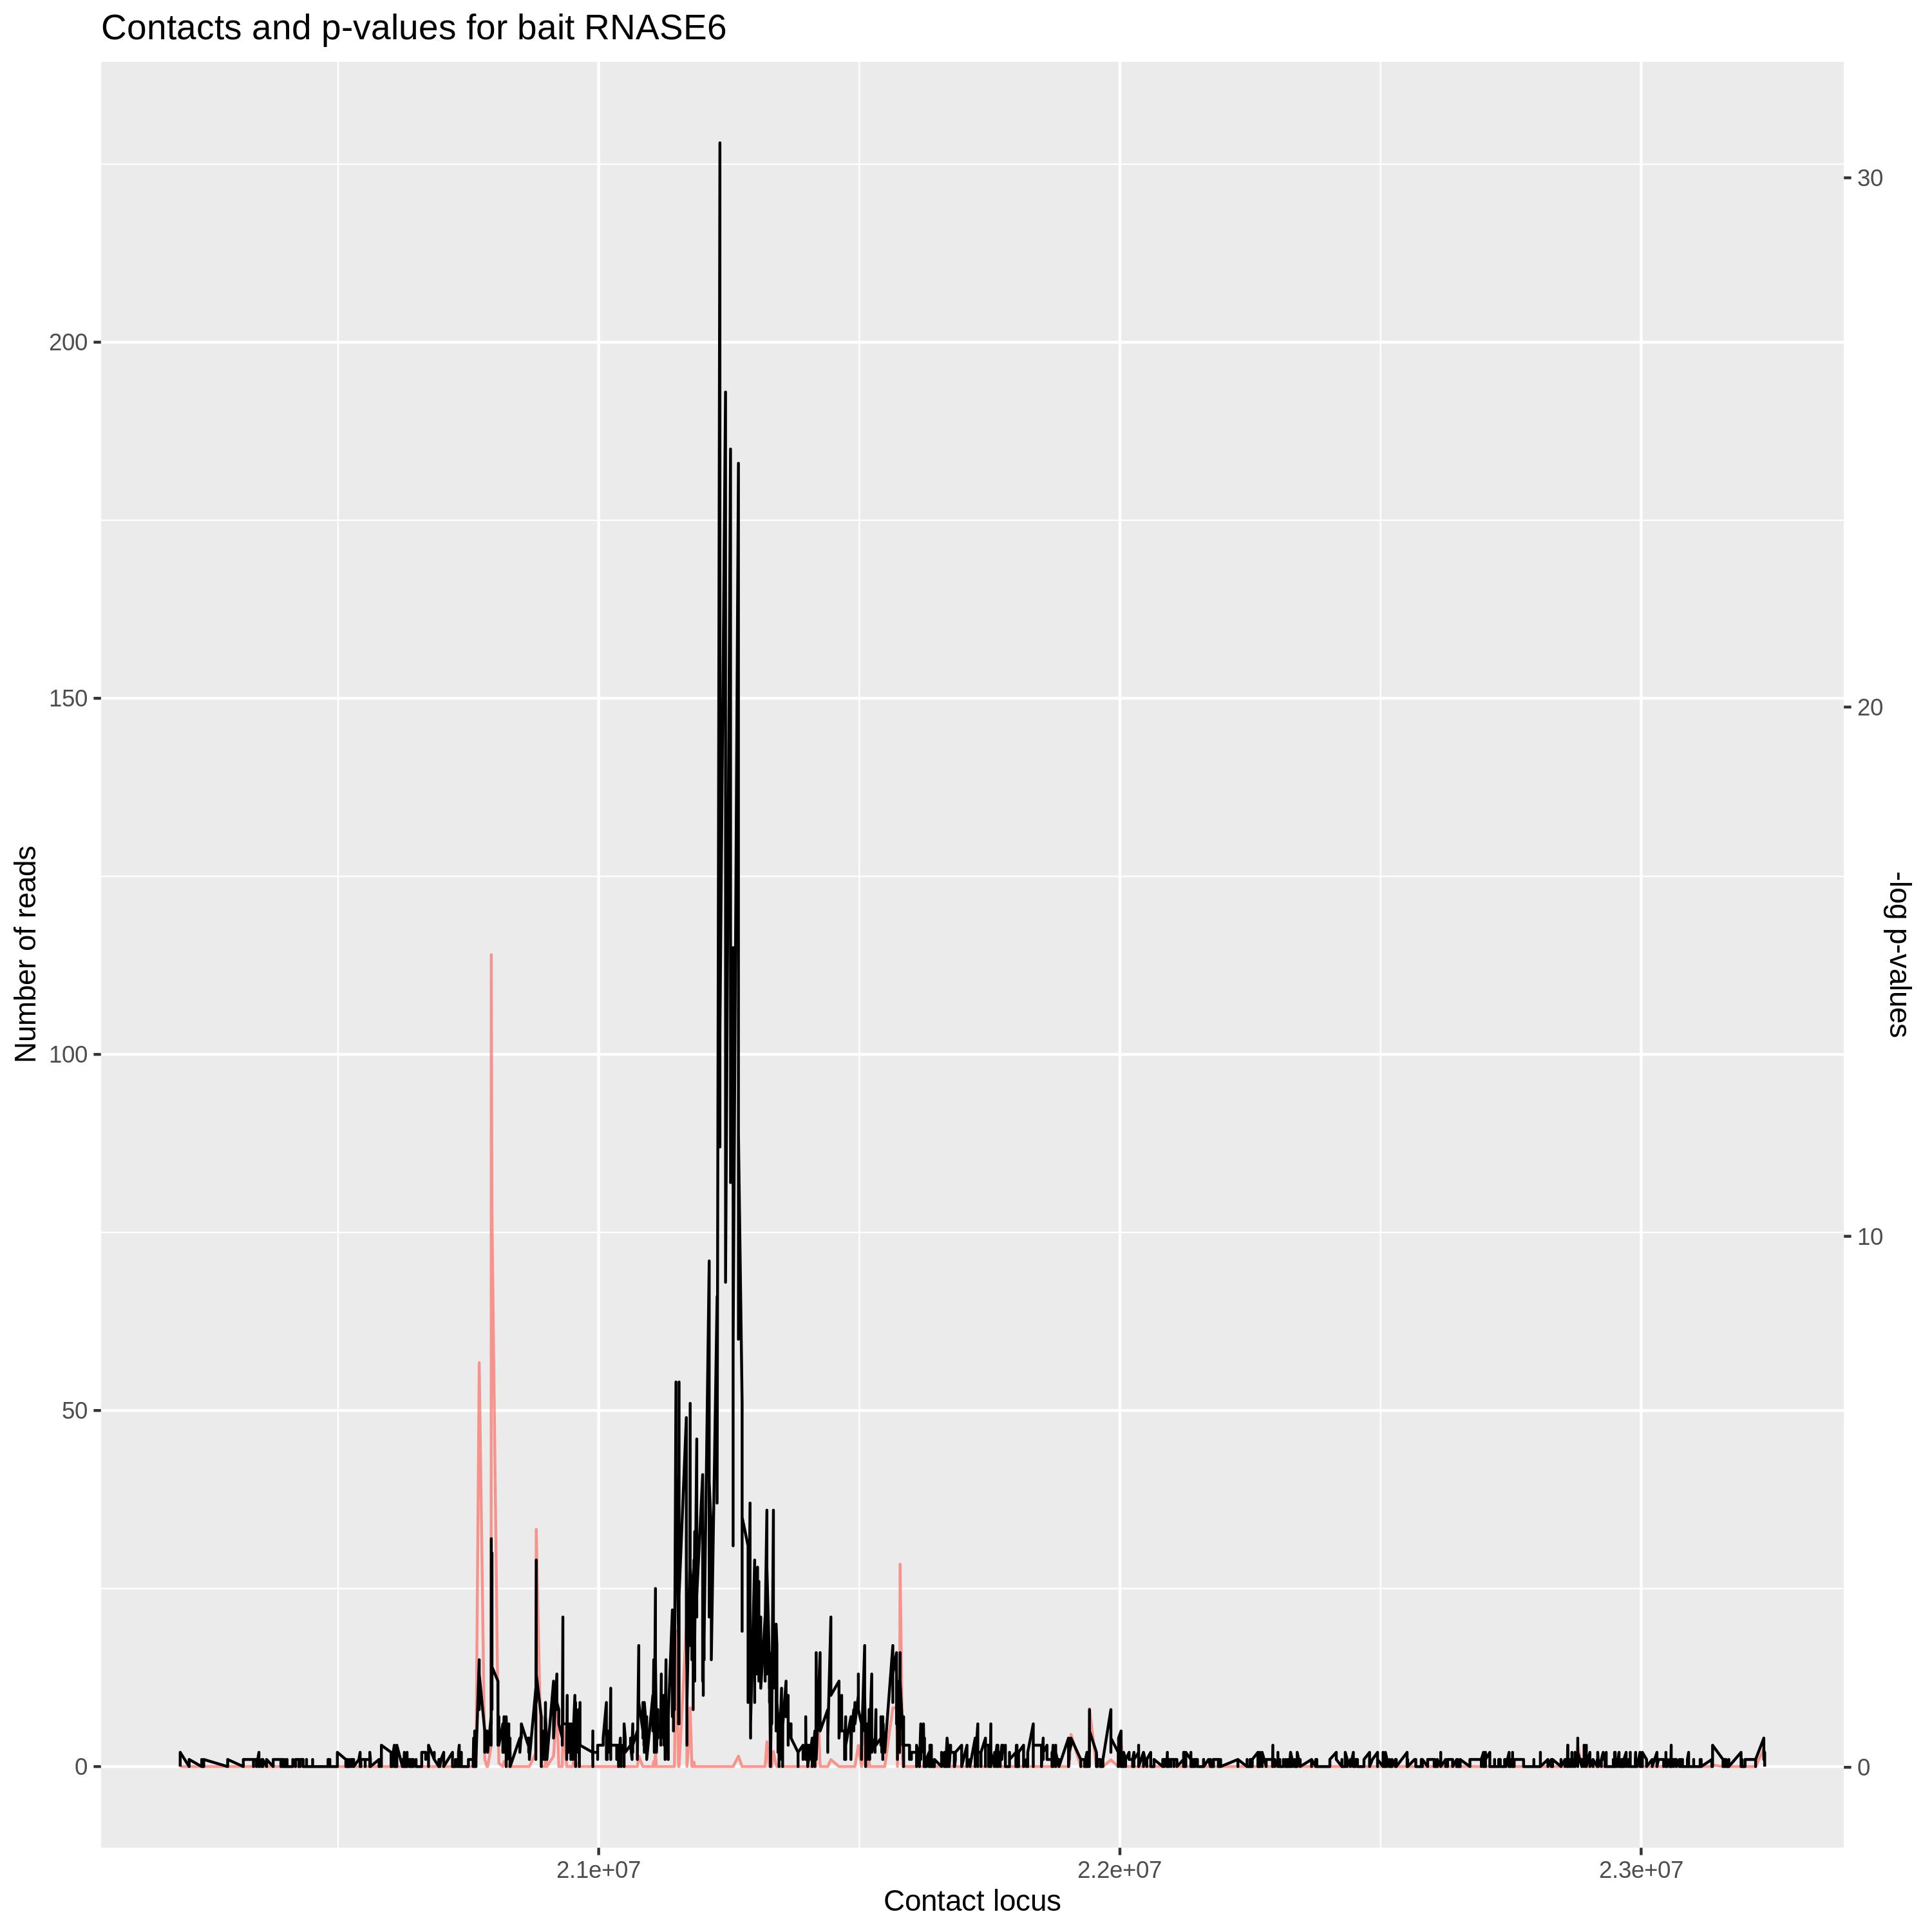 Contacts and p-values for bait RNASE6
Number of reads
200
150
100
50
0
30
20
10
0
-log p-values
2.1e+07
2.2e+07
2.3e+07
Contact locus